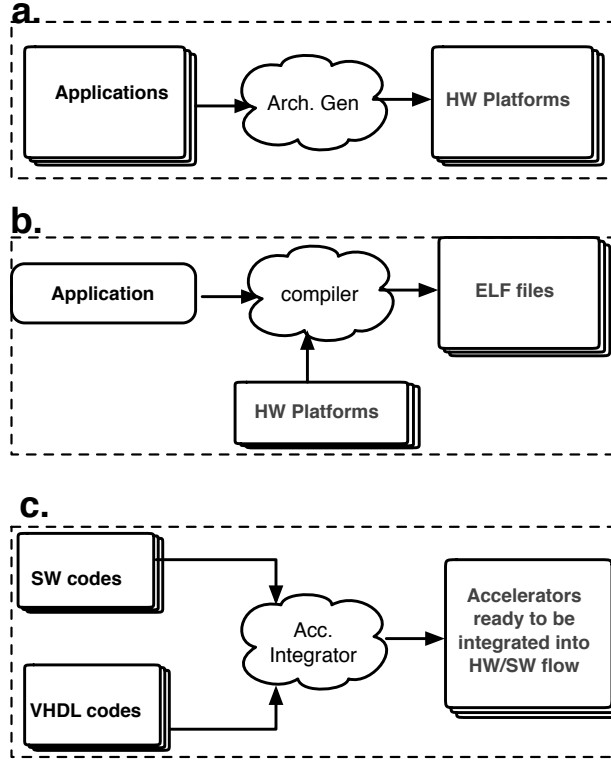 a.
Applications
Arch. Gen
HW Platforms
b.
Application
compiler
ELF files
HW Platforms
c.
SW codes
VHDL codes
Acc.
Integrator
Accelerators
ready to be
integrated into
HW/SW flow